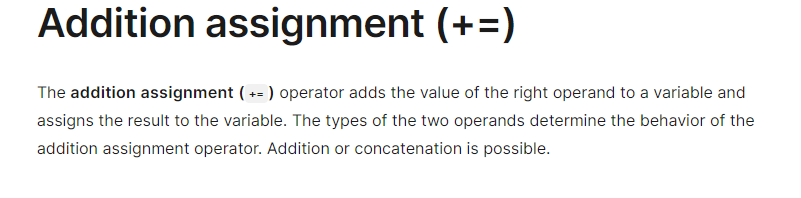 Addition assignment (+=)
The addition assignment ( += ) operator adds the value of the right operand to a variable and
assigns the result to the variable. The types of the two operands determine the behavior of the
addition assignment operator. Addition or concatenation is possible.